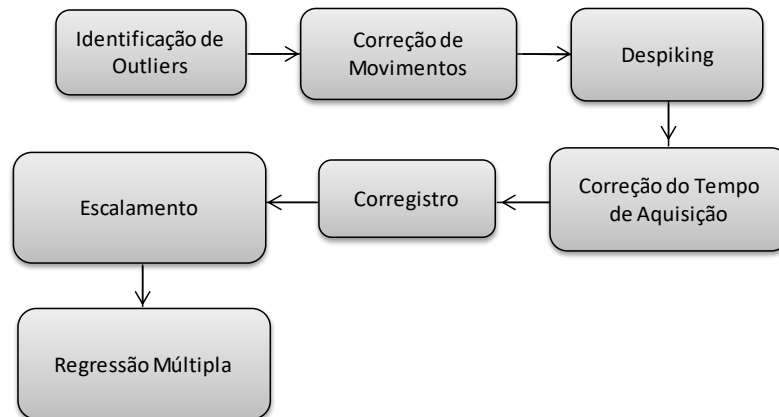 Identificação de
Outliers
Correção de
Movimentos
Despiking
Correção do Tempo
de Aquisição
Corregistro
Escalamento
Regressão Múltipla